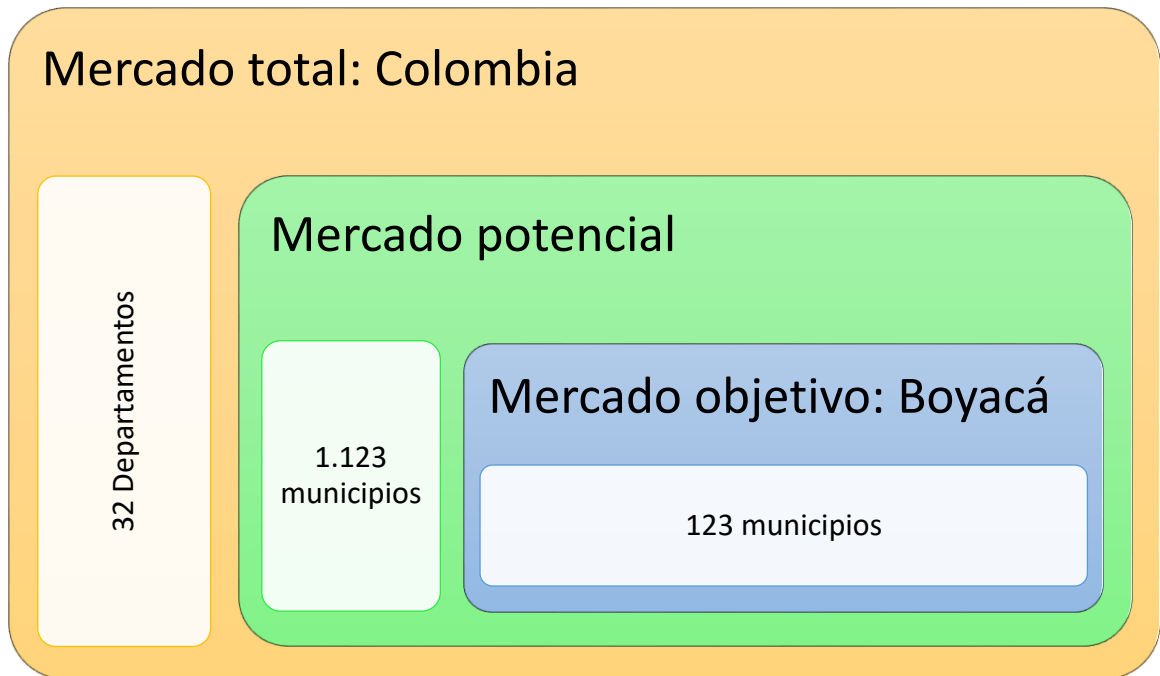 Mercado total: Colombia
32 Departamentos
Mercado potencial
1.123
municipios
Mercado objetivo: Boyacá
123 municipios